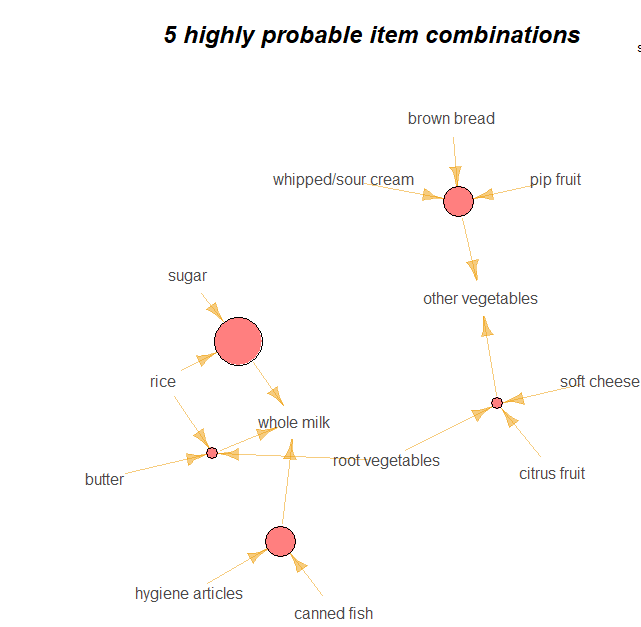 5 highly probable item combinations
s
brown bread
whipped/sour cream
pip fruit
sugar
other vegetables
rice
soft cheese
whole milk
root vegetables
butter
citrus fruit
hygiene articles
canned fish